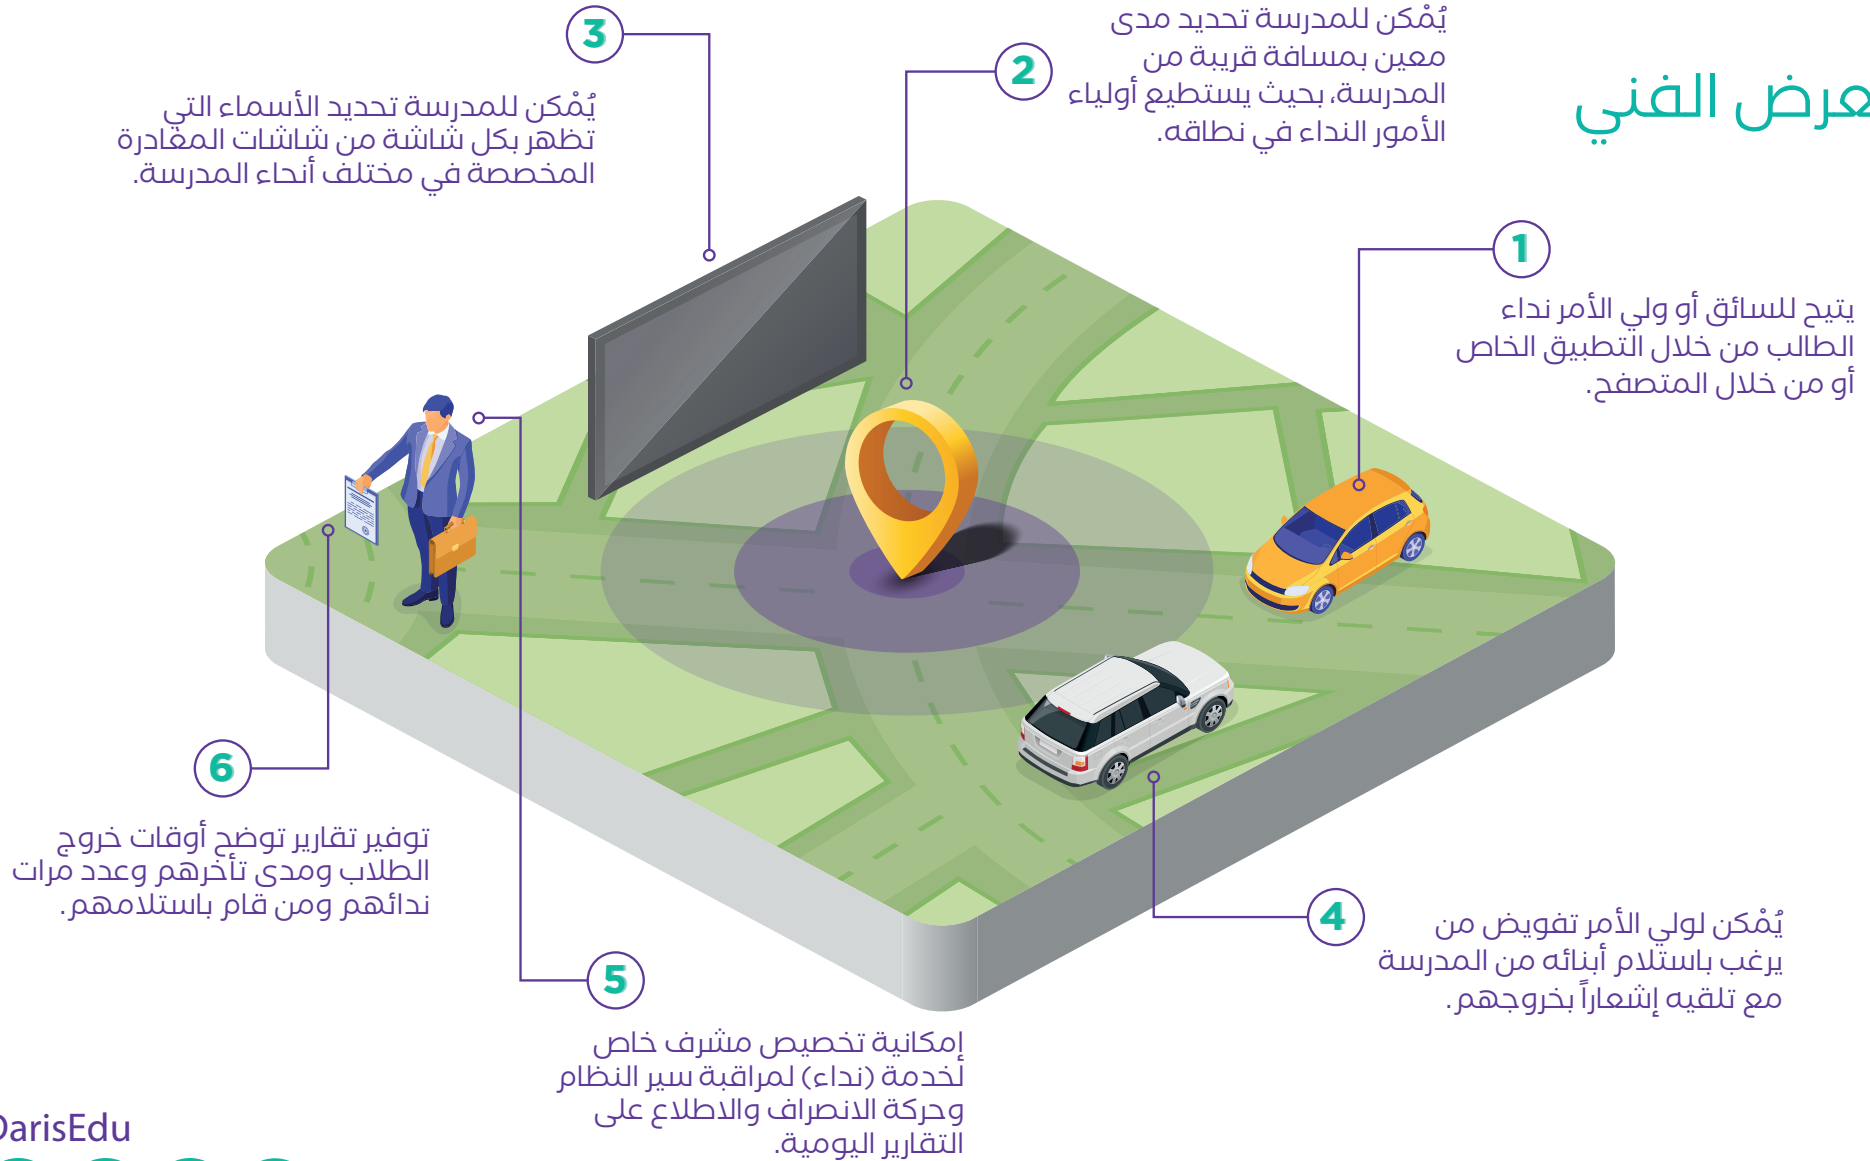 عرض الفني
1
يتيح للسائق أو ولي الأمر نداء
الطالب من خلال التطبيق الخاص
أو من خلال المتصفح.
2
يُمْكن للمدرسة تحديد مدى
معين بمسافة قريبة من
المدرسة، بحيث يستطيع أولياء
الأمور النداء في نطاقه.
3
يُمْكن للمدرسة تحديد الأسماء التي
تظهر بكل شاشة من شاشات المغادرة
المخصصة في مختلف أنحاء المدرسة.
4
يُمْكن لولي الأمر تفويض من
يرغب باستلام أبنائه من المدرسة
مع تلقيه إشعاراً بخروجهم.
5
إمكانية تخصيص مشرف خاص
لخدمة (نداء) لمراقبة سير النظام
وحركة الانصراف والاطلاع على
التقارير اليومية.
6
توفير تقارير توضح أوقات خروج
الطلاب ومدى تأخرهم وعدد مرات
ندائهم ومن قام باستلامهم.
DarisEdu